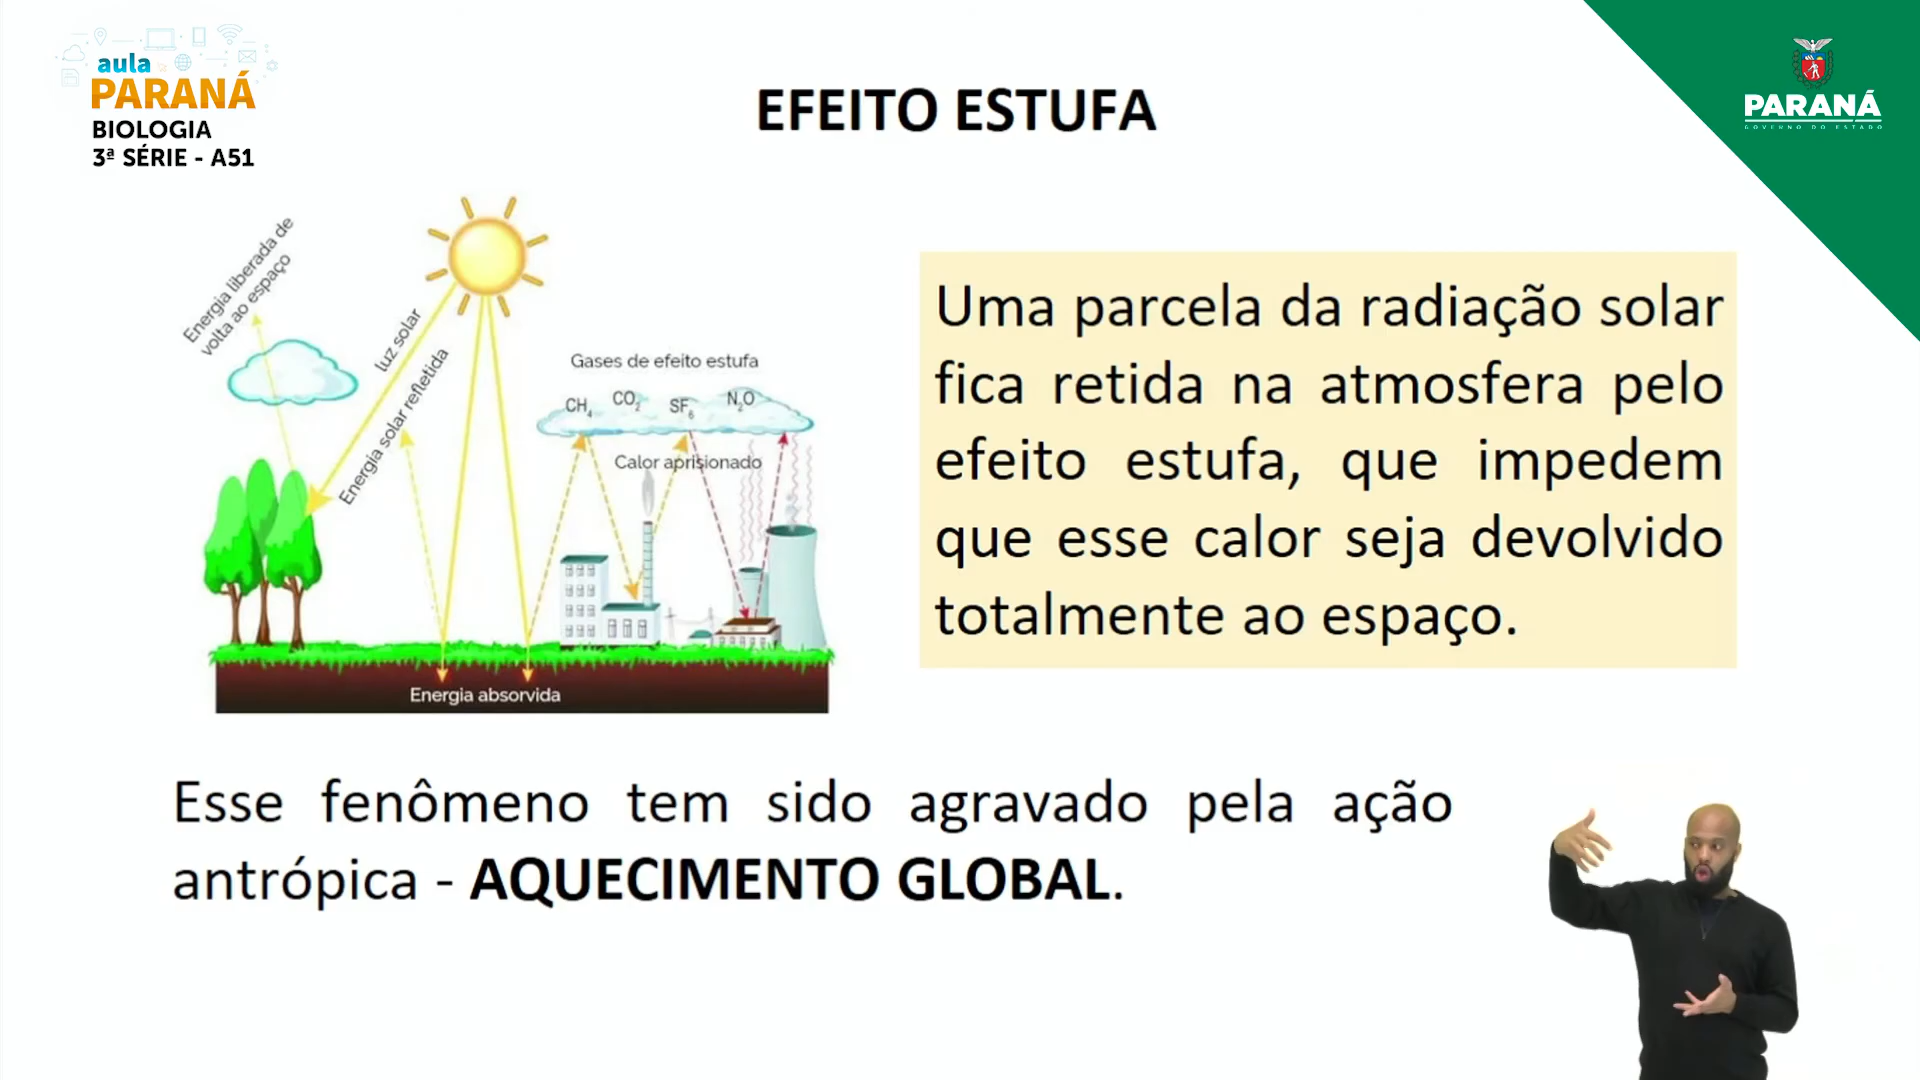 aula
PARANÁ
BIOLOGIA
3ª SÉRIE - A51
EFEITO ESTUFA
PARANÁ
GOVERNO DO ESTADO
Energia liberada de
volta ao espaço
luz solar
Energia solar refletida
Gases de efeito estufa
CH4 CO2 SF6 N2O
Calor aprisionado
Energia absorvida
Uma parcela da radiação solar
fica retida na atmosfera pelo
efeito estufa, que impedem
que esse calor seja devolvido
totalmente ao espaço.
Esse fenômeno tem sido agravado pela ação
antrópica - AQUECIMENTO GLOBAL.